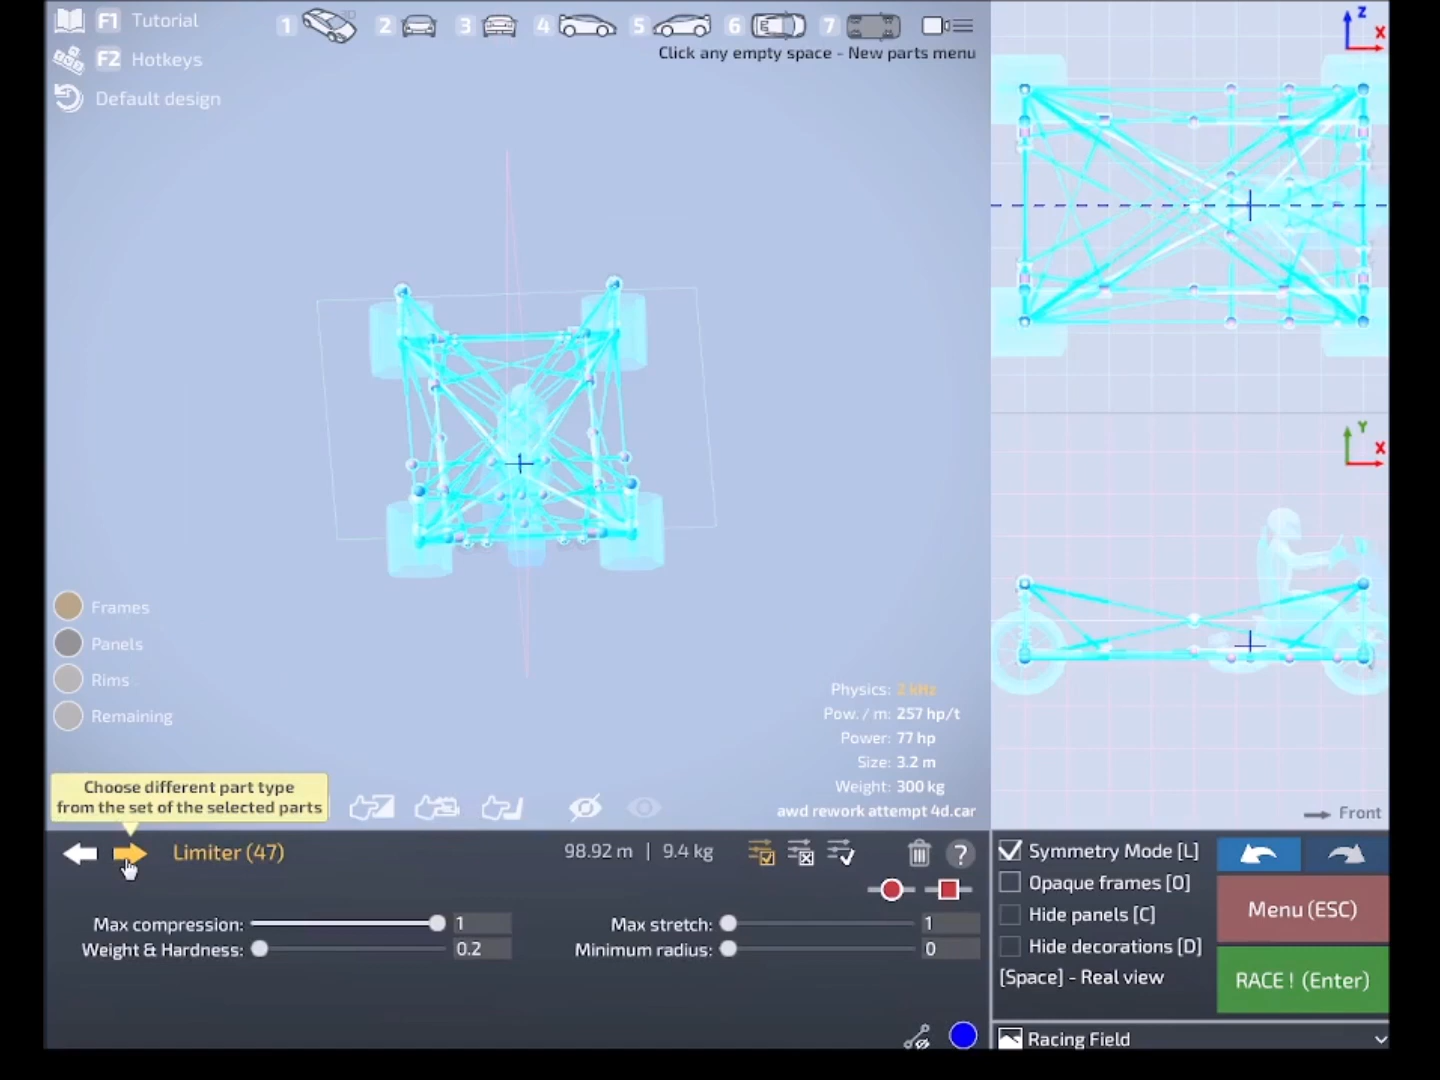 F1 Tutorial
1 2 3 4 5 6 7
Click any empty space - New parts menu
F2 Hotkeys
Default design
Z
X
Y
X
Frames
Panels
Rims
Remaining
Physics: 2 kHz
Pow. / m: 257 hp/t
Power: 77 hp
Size: 3.2 m
Weight: 300 kg
awd rework attempt 4d.car
Front
Choose different part type
from the set of the selected parts
Limiter (47)
98.92 m | 9.4 kg
?
Max compression: 1
Max stretch: 1
Weight & Hardness: 0.2
Minimum radius: 0
Symmetry Mode [L]
Opaque frames [O]
Hide panels [C]
Hide decorations [D]
[Space] - Real view
Menu (ESC)
RACE ! (Enter)
Racing Field